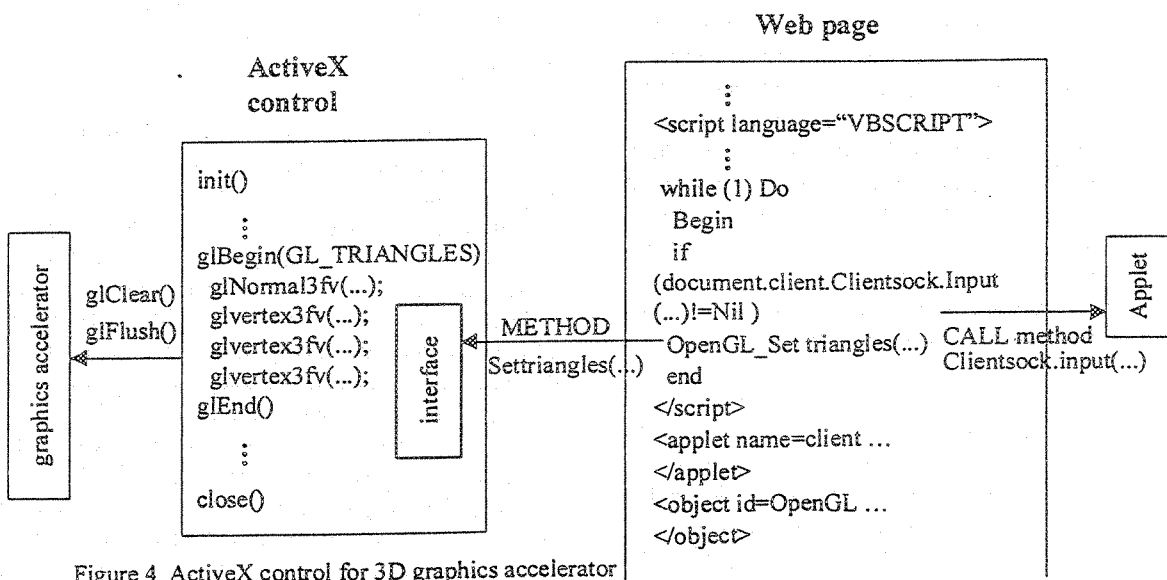 Web page
ActiveX
control
graphics accelerator
glClear()
glFlush()
init()
glBegin(GL_TRIANGLES)
glNormal3fv(...);
glvertex3fv(...);
glvertex3fv(...);
glvertex3fv(...);
glEnd()
close()
interface
METHOD
Settriangles(...)
<script language="VBSCRIPT">
while (1) Do
Begin
if
(document.client.Clientsock.Input
(...)!=Nil )
OpenGL_Set triangles(...)
end
</script>
<applet name=client ...
</applet>
<object id=OpenGL ...
</object>
CALL method
Clientsock.input(...)
Applet
Figure 4 ActiveX control for 3D graphics accelerator